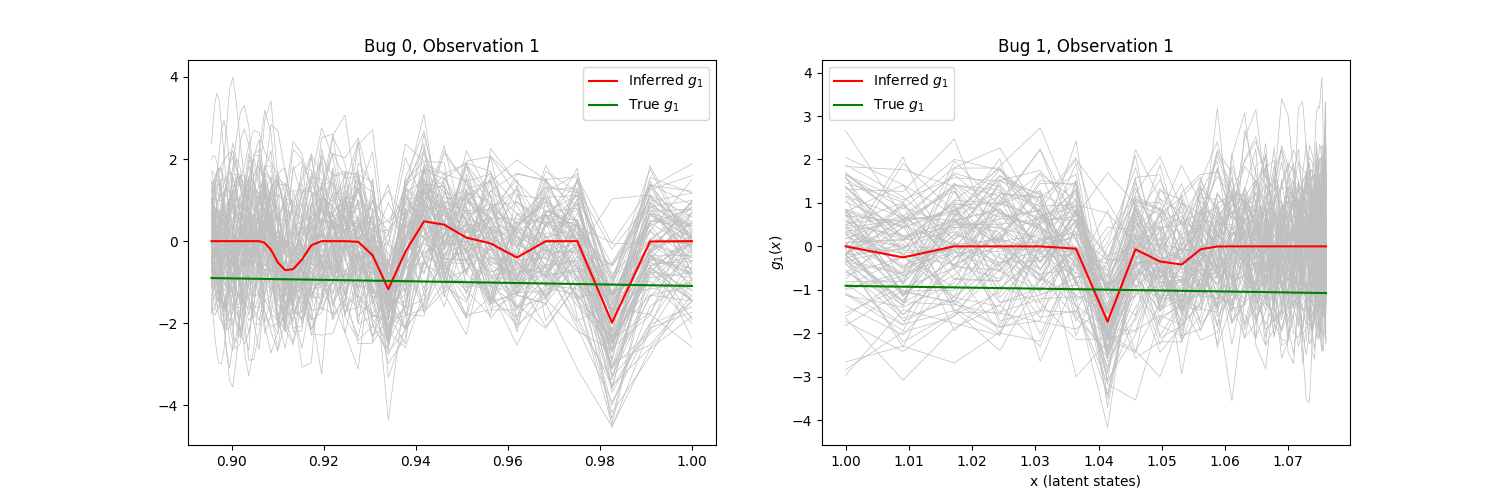 Bug 0, Observation 1
Inferred g₁
True g₁
4
2
0
−2
−4
0.90 0.92 0.94 0.96 0.98 1.00
Bug 1, Observation 1
Inferred g₁
True g₁
g₁(x)
4
3
2
1
0
−1
−2
−3
−4
1.00 1.01 1.02 1.03 1.04 1.05 1.06 1.07
x (latent states)